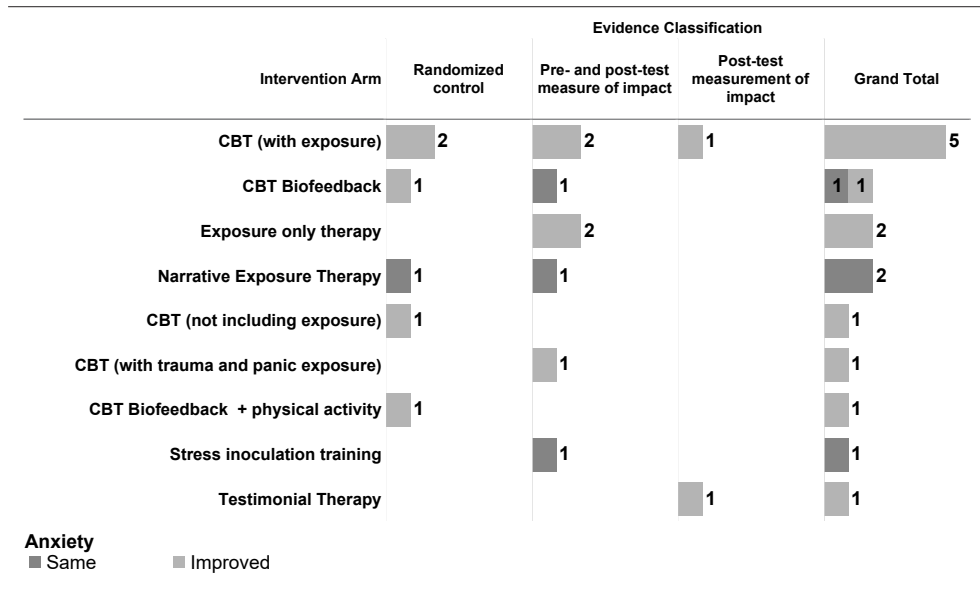 Evidence Classification
Intervention Arm
Randomized
control
Pre- and post-test
measure of impact
Post-test
measurement of
impact
Grand Total
CBT (with exposure) 2 2 1 5
CBT Biofeedback 1 1 1 1
Exposure only therapy 2 2
Narrative Exposure Therapy 1 1 2
CBT (not including exposure) 1 1
CBT (with trauma and panic exposure) 1 1
CBT Biofeedback + physical activity 1 1
Stress inoculation training 1 1
Testimonial Therapy 1 1
Anxiety
Same Improved